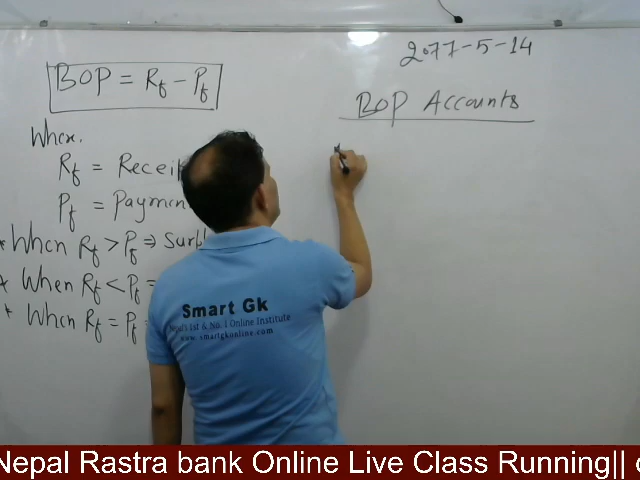 2077-5-14
BOP = Rf - Pf
BOP Accounts
When.
Rf = Receip
Pf = Paymen
* When Rf > Pf ⇒ Surpl
* When Rf < Pf =
* When Rf = Pf =
Smart Gk
Nepal's 1st & No. 1 Online Institute
www.smartgkonline.com
Nepal Rastra bank Online Live Class Running||